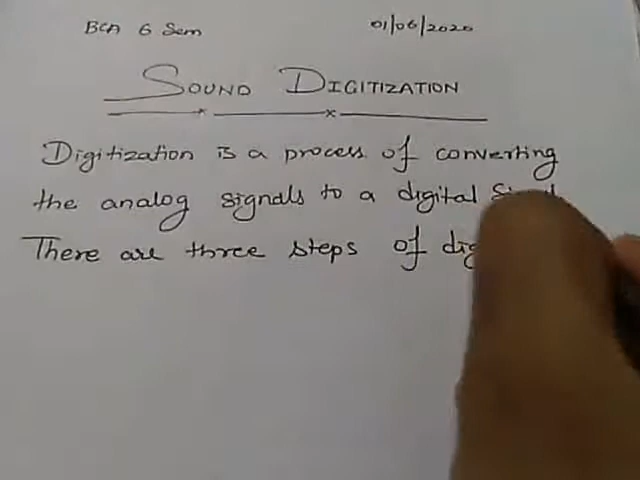 BCA 6 Sem
01/06/2020
SOUND DIGITIZATION
Digitization is a process of converting
the analog signals to a digital
There are three steps of